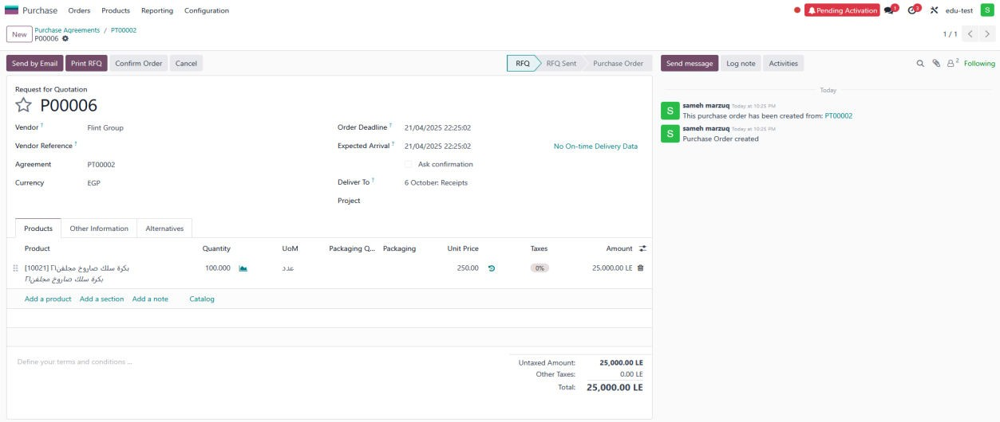 Purchase Orders Products Reporting Configuration Pending Activation 1 3 edu-test S
New Purchase Agreements / PT00002
P00006 1 / 1
Send by Email Print RFQ Confirm Order Cancel RFQ RFQ Sent Purchase Order Send message Log note Activities 2 Following
Request for Quotation
P00006
Vendor ? Flint Group
Vendor Reference ?
Agreement PT00002
Currency EGP
Order Deadline ? 21/04/2025 22:25:02
Expected Arrival ? 21/04/2025 22:25:02 No On-time Delivery Data
Ask confirmation
Deliver To ? 6 October: Receipts
Project
Products Other Information Alternatives
Product Quantity UoM Packaging Q... Packaging Unit Price Taxes Amount
[10021] بكرة سلك صاروخ مجلفن٢١ 100.000 عدد 250.00 0% 25,000.00 LE
بكرة سلك صاروخ مجلفن٢١
Add a product Add a section Add a note Catalog
Define your terms and conditions ...
Untaxed Amount: 25,000.00 LE
Other Taxes: 0.00 LE
Total: 25,000.00 LE
Today
S sameh marzuq Today at 10:25 PM
This purchase order has been created from: PT00002
S sameh marzuq Today at 10:25 PM
Purchase Order created